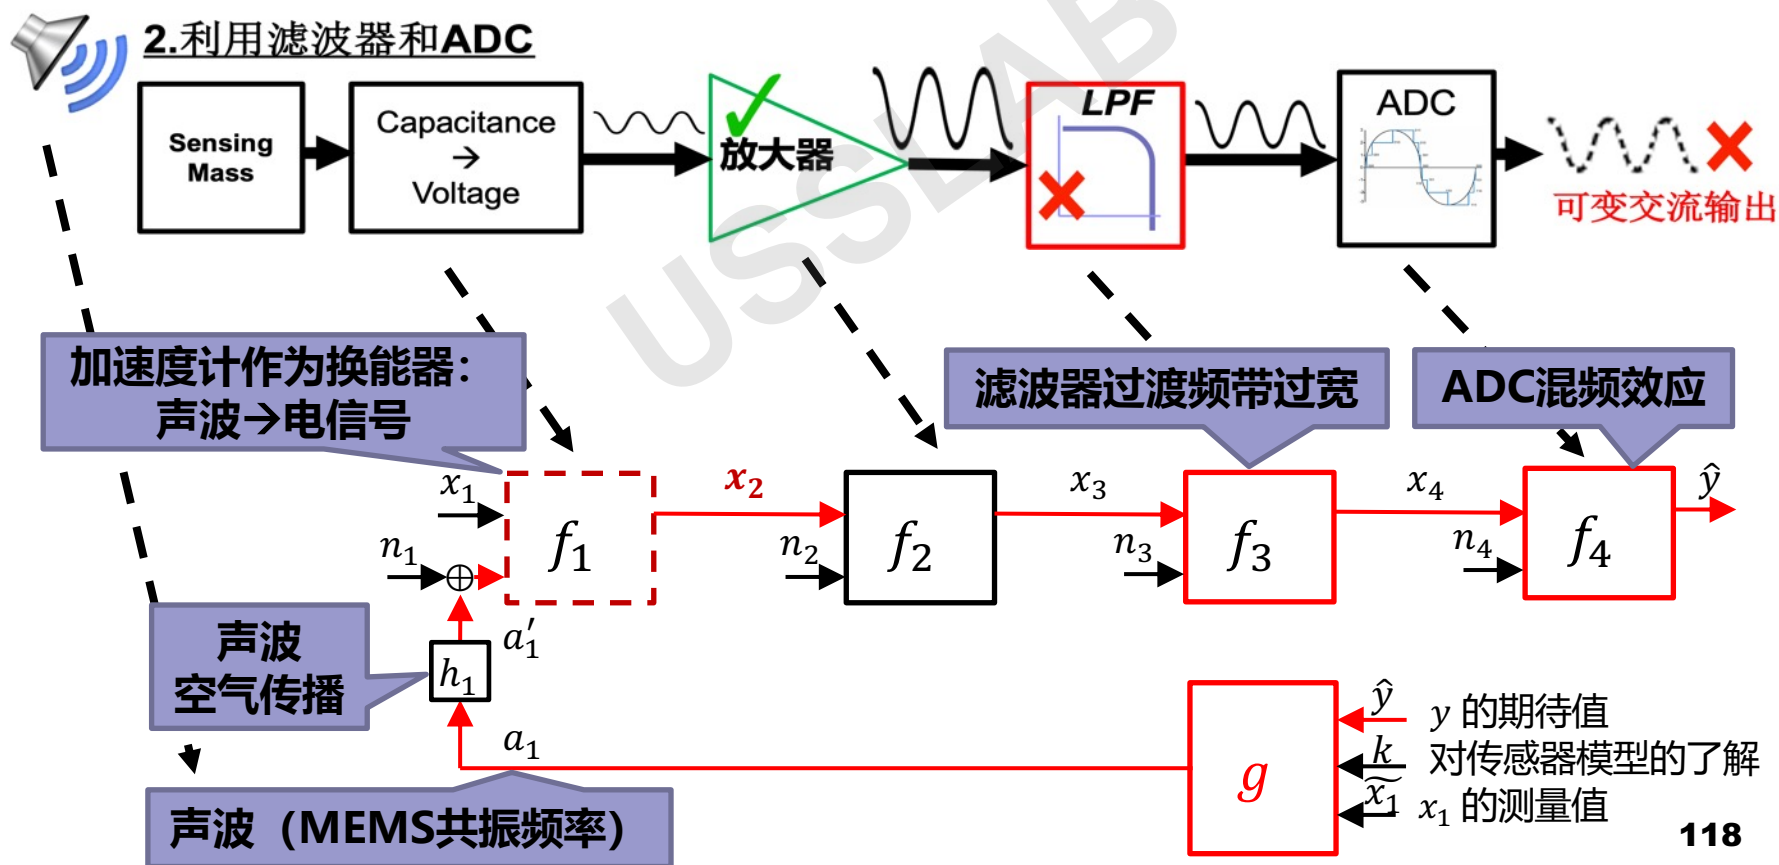 2.利用滤波器和ADC
Sensing
Mass
Capacitance
→
Voltage
放大器
LPF
ADC
可变交流输出
USSLAB
加速度计作为换能器：
声波→电信号
滤波器过渡频带过宽
ADC混频效应
x₁
n₁
f₁
x₂
n₂
f₂
x₃
n₃
f₃
x₄
n₄
f₄
ŷ
声波
空气传播
a₁′
h₁
a₁
g
ŷ y 的期待值
k 对传感器模型的了解
x̃₁ x₁ 的测量值
声波（MEMS共振频率）
118